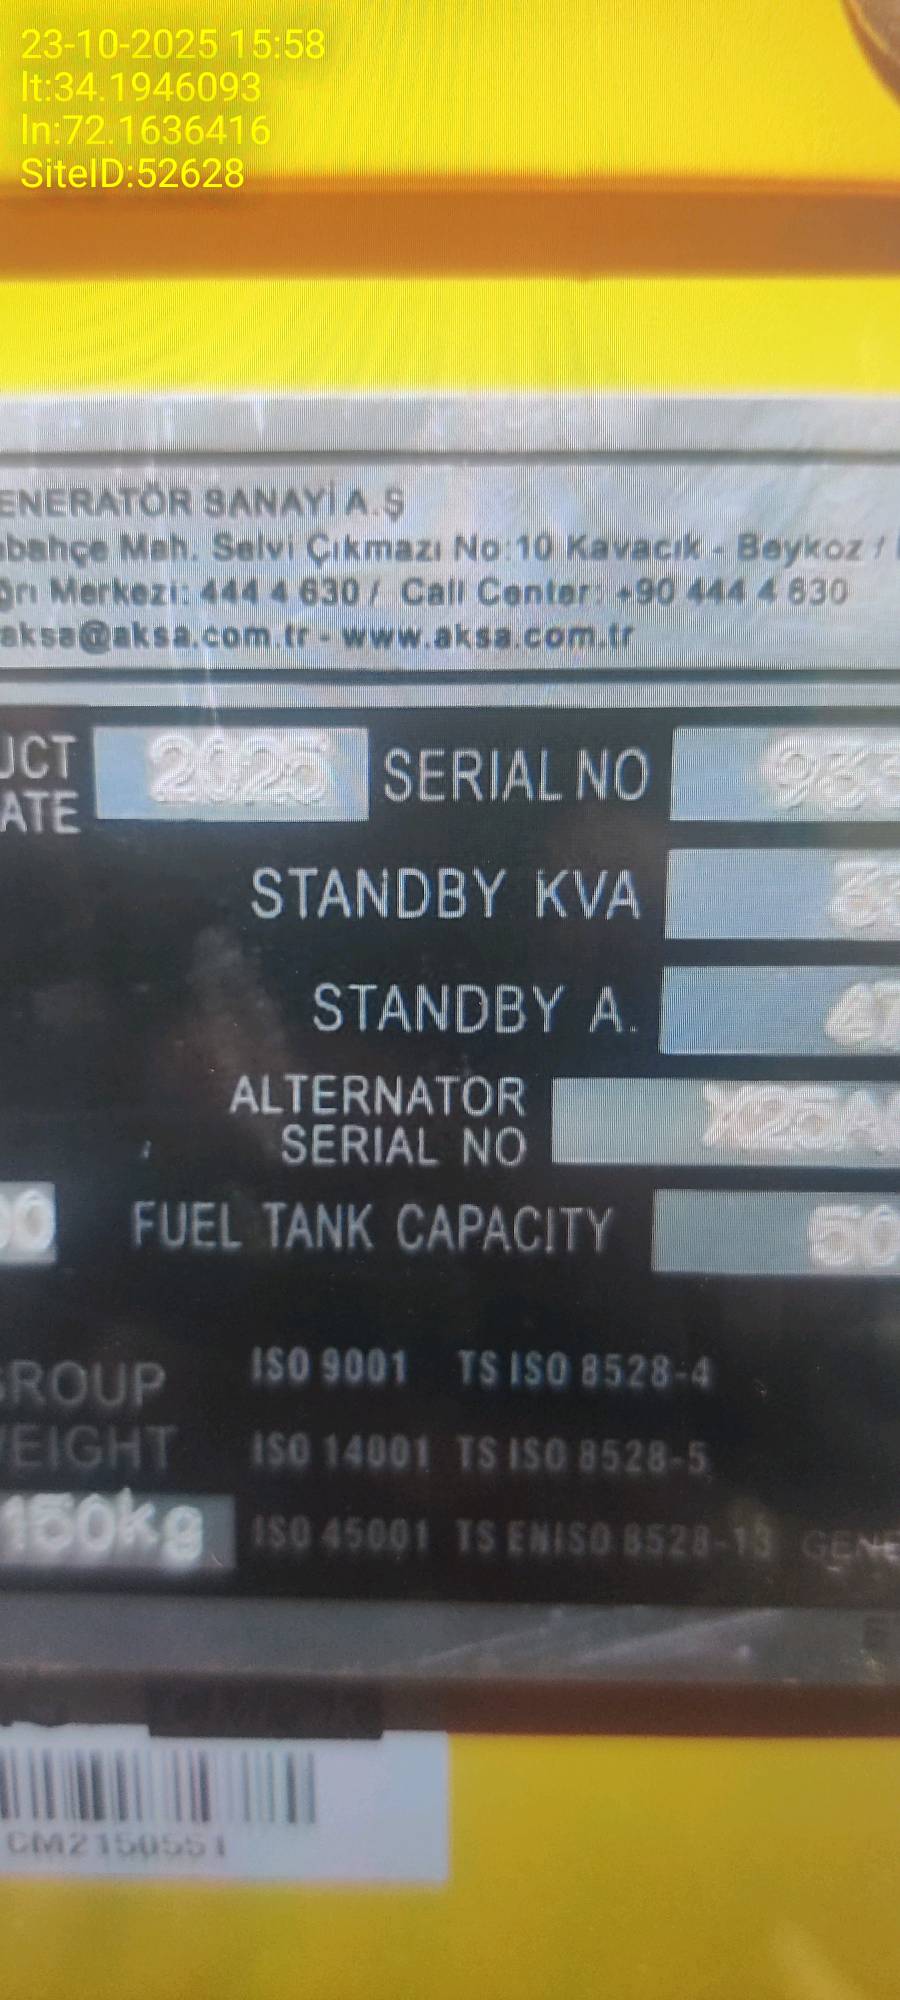 23-10-2025 15:58
lt:34.1946093
ln:72.1636416
SiteID:52628
ENERATÖR SANAYİ A.Ş
bahçe Mah. Selvi Çıkmazı No:10 Kavacık - Beykoz /
ğrı Merkezi: 444 4 630 / Call Center: +90 444 4 630
aksa@aksa.com.tr - www.aksa.com.tr
UCT
ATE
2025
SERIAL NO
STANDBY KVA
STANDBY A.
ALTERNATOR
SERIAL NO
FUEL TANK CAPACITY
50
GROUP
EIGHT
150kg
ISO 9001 TS ISO 8528-4
ISO 14001 TS ISO 8528-5
ISO 45001 TS EN ISO 8528-13 GENE
CM2150551